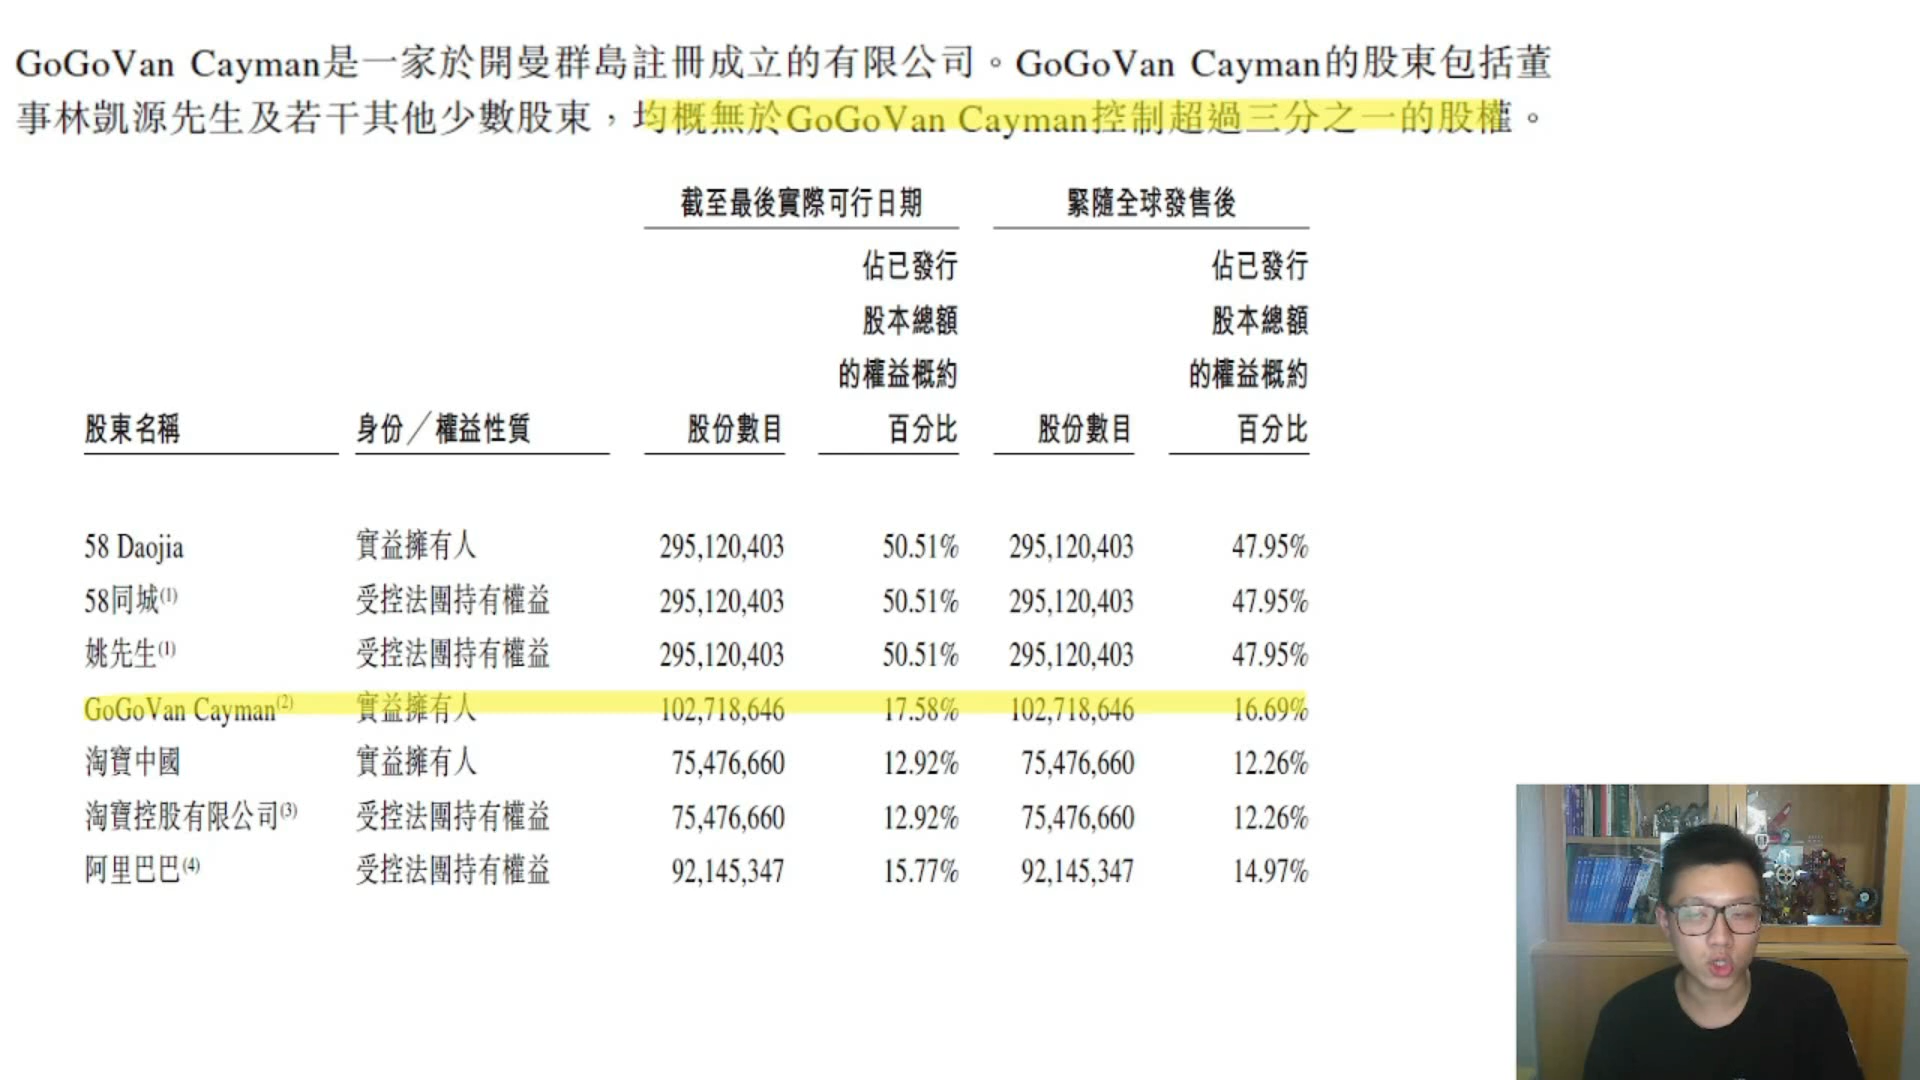 GoGoVan Cayman是一家於開曼群島註冊成立的有限公司。GoGoVan Cayman的股東包括董
事林凱源先生及若干其他少數股東，均概無於GoGoVan Cayman控制超過三分之一的股權。
截至最後實際可行日期 緊隨全球發售後
佔已發行 佔已發行
股本總額 股本總額
的權益概約 的權益概約
股東名稱 身份／權益性質 股份數目 百分比 股份數目 百分比
58 Daojia 實益擁有人 295,120,403 50.51% 295,120,403 47.95%
58同城(1) 受控法團持有權益 295,120,403 50.51% 295,120,403 47.95%
姚先生(1) 受控法團持有權益 295,120,403 50.51% 295,120,403 47.95%
GoGoVan Cayman(2) 實益擁有人 102,718,646 17.58% 102,718,646 16.69%
淘寶中國 實益擁有人 75,476,660 12.92% 75,476,660 12.26%
淘寶控股有限公司(3) 受控法團持有權益 75,476,660 12.92% 75,476,660 12.26%
阿里巴巴(4) 受控法團持有權益 92,145,347 15.77% 92,145,347 14.97%